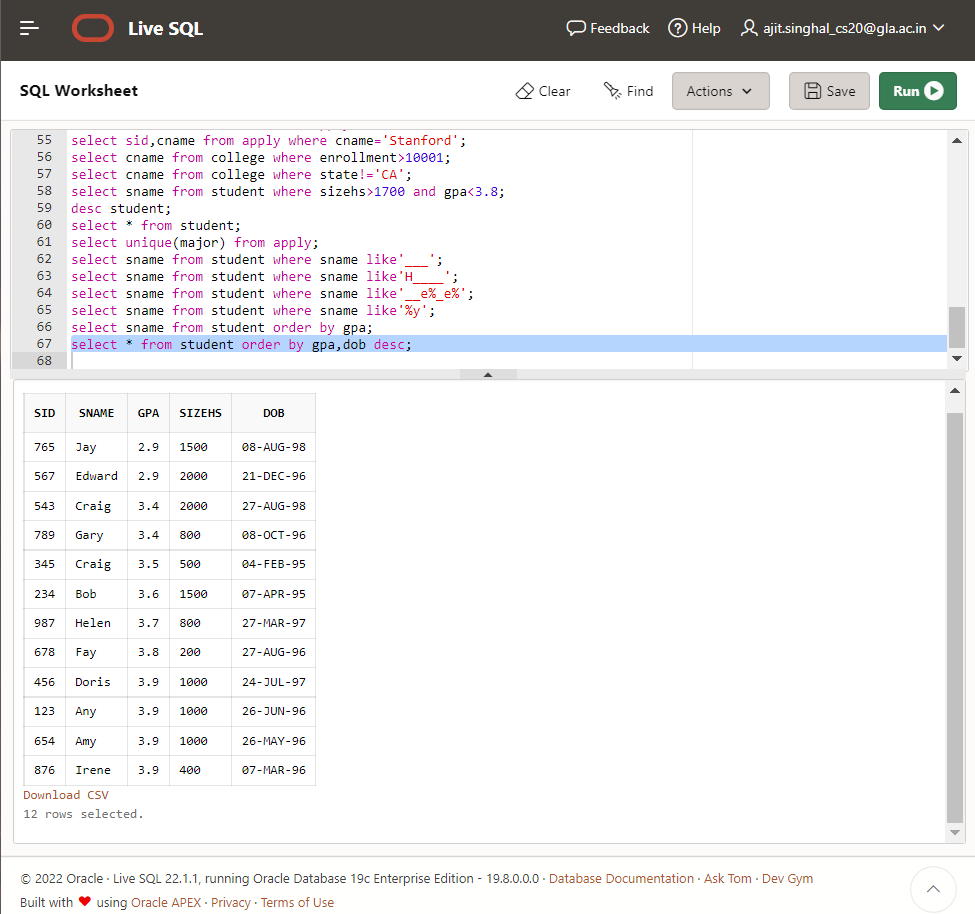 Live SQL Feedback Help ajit.singhal_cs20@gla.ac.in
SQL Worksheet Clear Find Actions Save Run
55 select sid,cname from apply where cname='Stanford';
56 select cname from college where enrollment>10001;
57 select cname from college where state!='CA';
58 select sname from student where sizehs>1700 and gpa<3.8;
59 desc student;
60 select * from student;
61 select unique(major) from apply;
62 select sname from student where sname like'___';
63 select sname from student where sname like'H____';
64 select sname from student where sname like'__e%_e%';
65 select sname from student where sname like'%y';
66 select sname from student order by gpa;
67 select * from student order by gpa,dob desc;
68
SID SNAME GPA SIZEHS DOB
765 Jay 2.9 1500 08-AUG-98
567 Edward 2.9 2000 21-DEC-96
543 Craig 3.4 2000 27-AUG-98
789 Gary 3.4 800 08-OCT-96
345 Craig 3.5 500 04-FEB-95
234 Bob 3.6 1500 07-APR-95
987 Helen 3.7 800 27-MAR-97
678 Fay 3.8 200 27-AUG-96
456 Doris 3.9 1000 24-JUL-97
123 Any 3.9 1000 26-JUN-96
654 Amy 3.9 1000 26-MAY-96
876 Irene 3.9 400 07-MAR-96
Download CSV
12 rows selected.
© 2022 Oracle · Live SQL 22.1.1, running Oracle Database 19c Enterprise Edition - 19.8.0.0.0 · Database Documentation · Ask Tom · Dev Gym
Built with ❤ using Oracle APEX · Privacy · Terms of Use